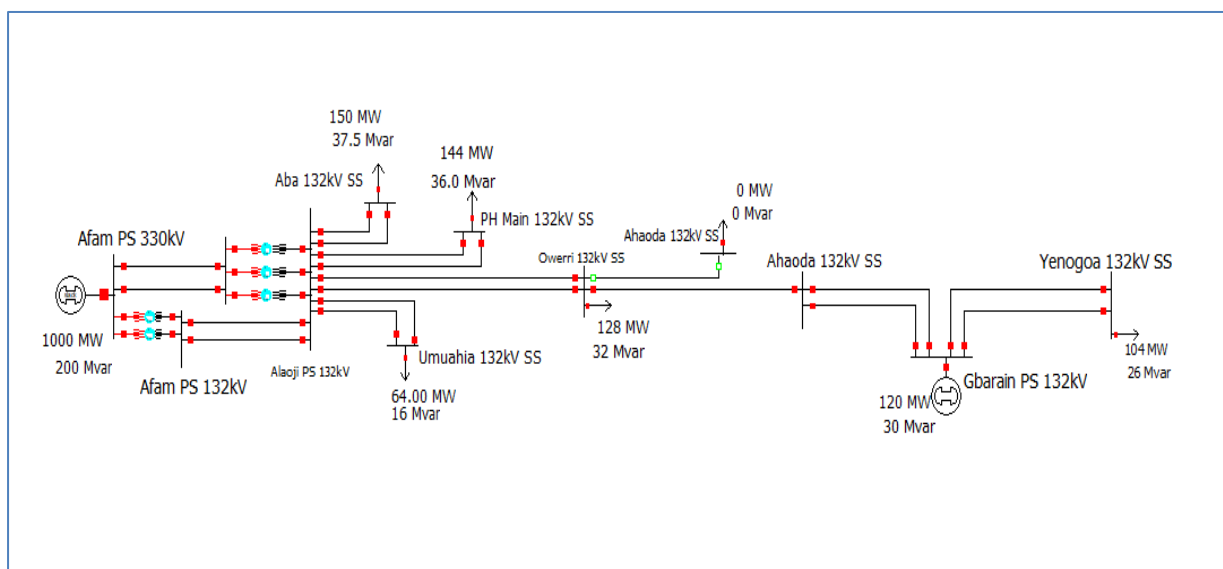 150 MW
37.5 Mvar
Aba 132kV SS
144 MW
36.0 Mvar
PH Main 132kV SS
0 MW
0 Mvar
Ahaoda 132kV SS
Afam PS 330kV
Owerri 132kV SS
Ahaoda 132kV SS
Yenogoa 132kV SS
1000 MW
200 Mvar
Afam PS 132kV
Alaoji PS 132kV
Umuahia 132kV SS
64.00 MW
16 Mvar
128 MW
32 Mvar
104 MW
26 Mvar
Gbarain PS 132kV
120 MW
30 Mvar